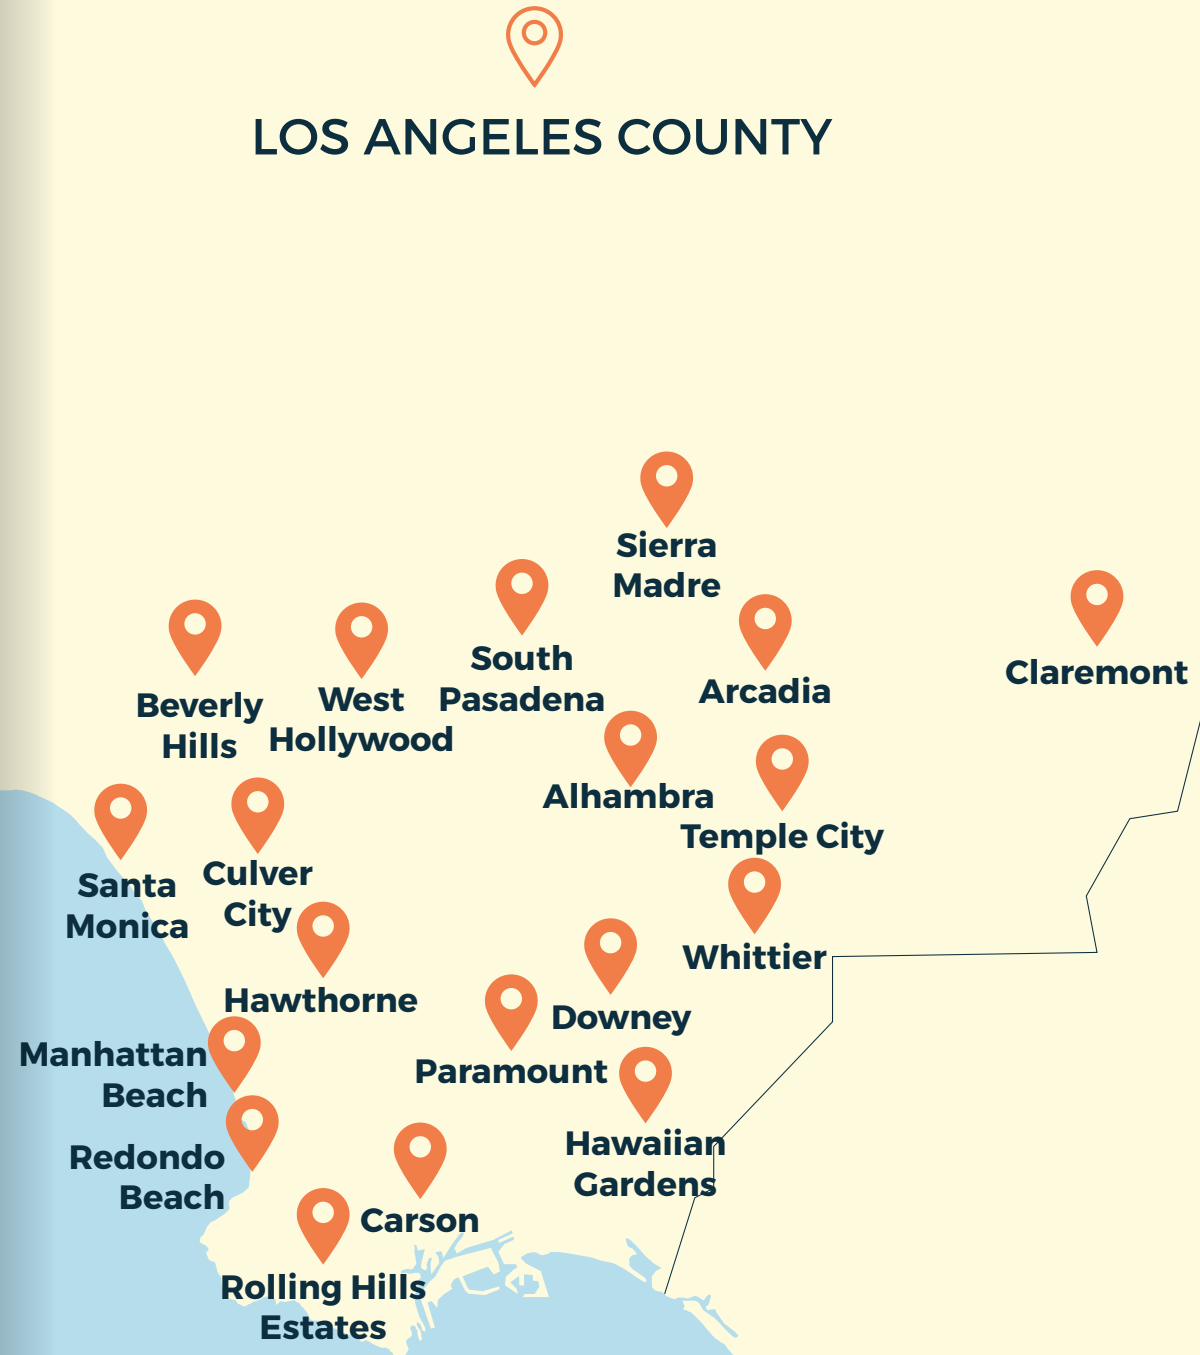 LOS ANGELES COUNTY
Sierra
Madre
South
Pasadena
Claremont
Arcadia
Beverly
Hills
West
Hollywood
Alhambra
Temple City
Santa
Monica
Culver
City
Whittier
Hawthorne
Downey
Manhattan
Beach
Paramount
Hawaiian
Gardens
Redondo
Beach
Carson
Rolling Hills
Estates